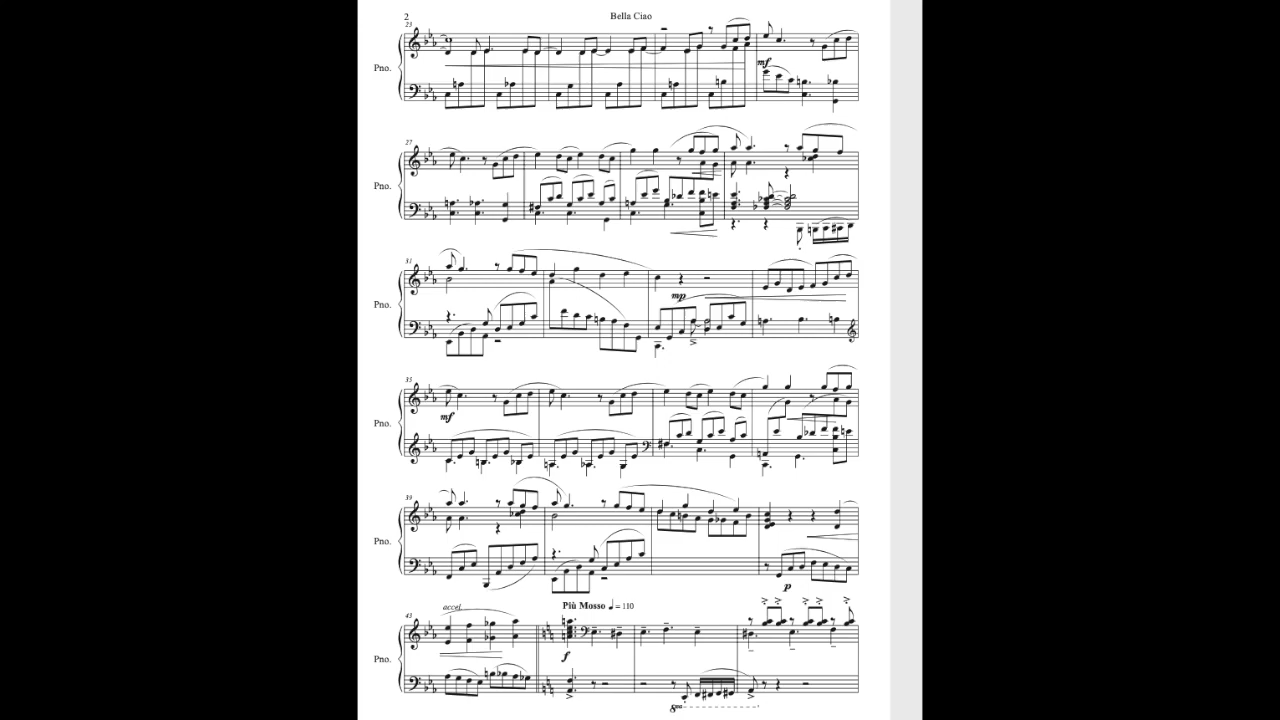 2
Bella Ciao
23
Pno.
mf
27
Pno.
31
Pno.
mp
35
Pno.
mf
39
Pno.
p
43
accel.
Più Mosso ♩ = 110
Pno.
f
8va